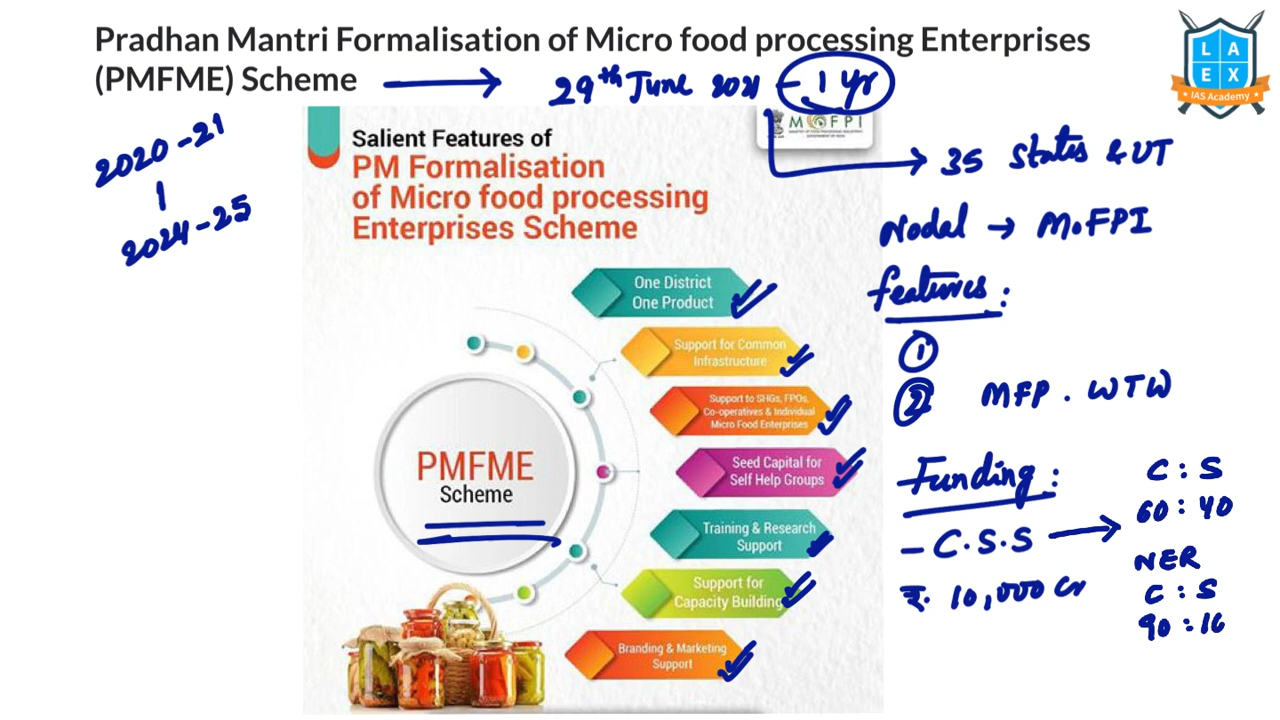 Pradhan Mantri Formalisation of Micro food processing Enterprises
(PMFME) Scheme
29th June 2021 - 1 yr
LA
EX
IAS Academy
2020-21
2024-25
Salient Features of
PM Formalisation
of Micro food processing
Enterprises Scheme
MOFPI
35 States & UT
Nodal → MoFPI
features:
①
② MFP. WTW
One District
One Product
Support for Common
Infrastructure
Support to SHGs, FPOs,
Co-operatives & Individual
Micro Food Enterprises
Seed Capital for
Self Help Groups
Training & Research
Support
Support for
Capacity Building
Branding & Marketing
Support
PMFME
Scheme
Funding:
- C.S.S →
₹. 10,000 cr
C : S
60 : 40
NER
C : S
90 : 10